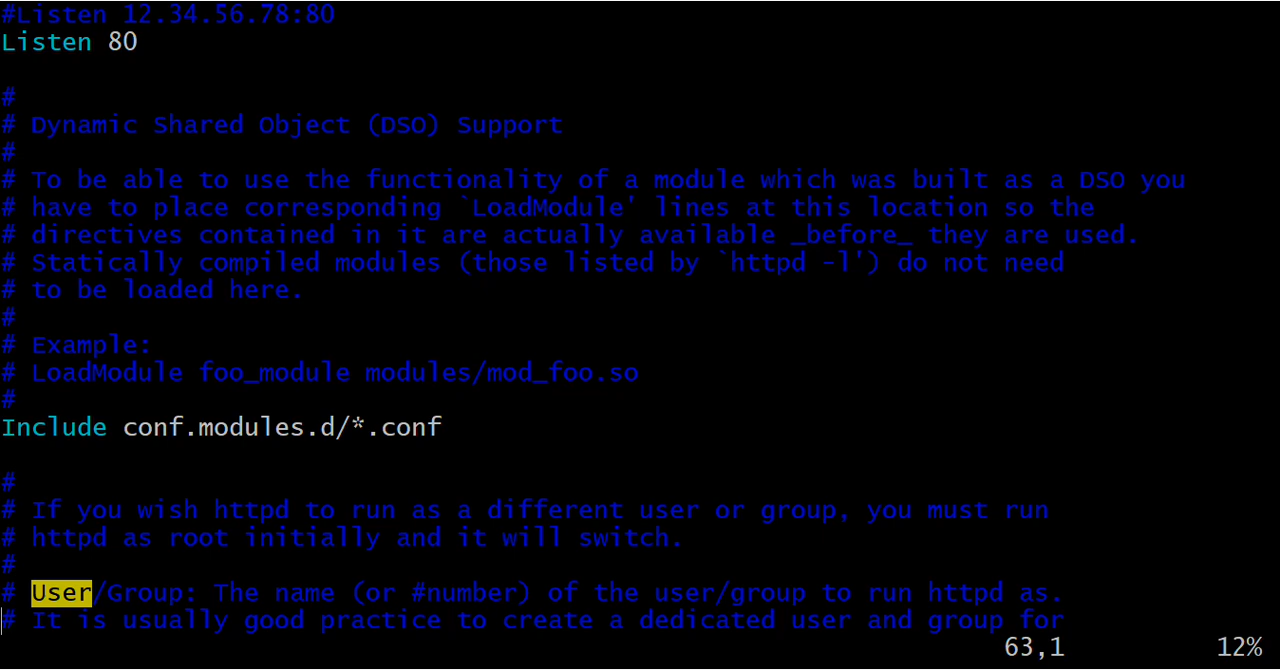 #Listen 12.34.56.78:80
Listen 80
#
# Dynamic Shared Object (DSO) Support
#
# To be able to use the functionality of a module which was built as a DSO you
# have to place corresponding `LoadModule' lines at this location so the
# directives contained in it are actually available _before_ they are used.
# Statically compiled modules (those listed by `httpd -l') do not need
# to be loaded here.
#
# Example:
# LoadModule foo_module modules/mod_foo.so
#
Include conf.modules.d/*.conf
#
# If you wish httpd to run as a different user or group, you must run
# httpd as root initially and it will switch.
#
# User/Group: The name (or #number) of the user/group to run httpd as.
# It is usually good practice to create a dedicated user and group for
63,1 12%